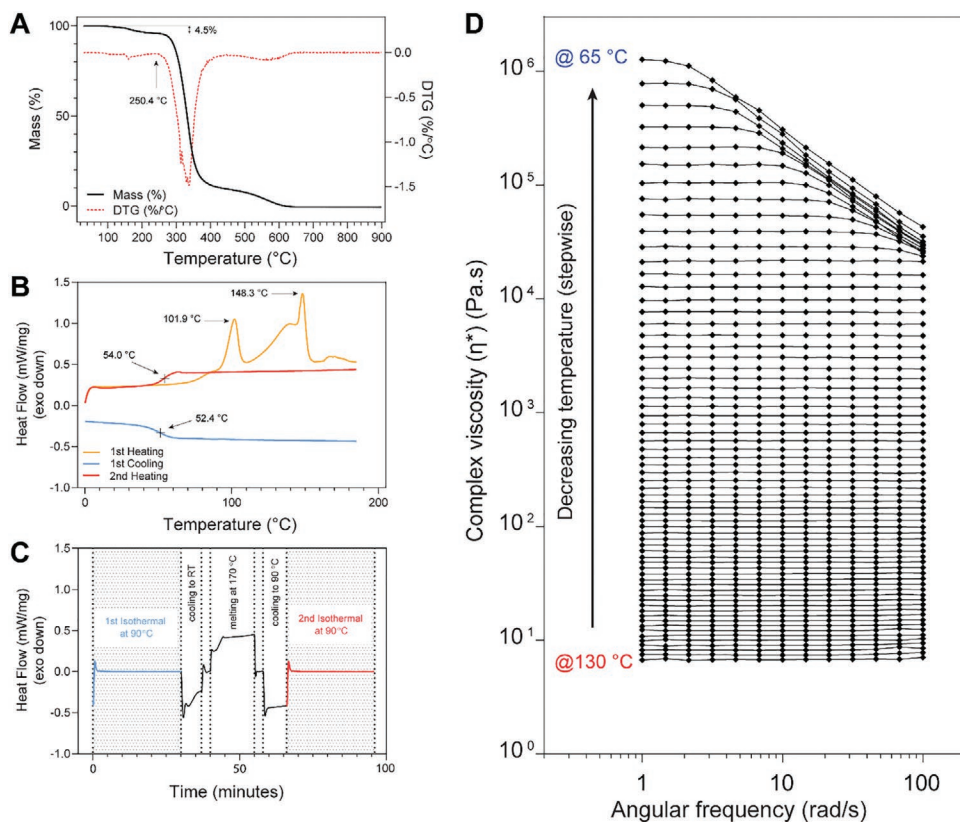 A
100
50
0
Mass (%)
4.5%
250.4 °C
0.0
-0.5
-1.0
-1.5
DTG (%/°C)
Mass (%)
DTG (%/°C)
100 200 300 400 500 600 700 800 900
Temperature (°C)
B
1.5
1.0
0.5
0.0
-0.5
-1.0
Heat Flow (mW/mg)
(exo down)
148.3 °C
101.9 °C
54.0 °C
52.4 °C
1st Heating
1st Cooling
2nd Heating
0 100 200
Temperature (°C)
C
1.5
1.0
0.5
0.0
-0.5
-1.0
Heat Flow (mW/mg)
(exo down)
1st Isothermal
at 90°C
cooling to RT
melting at 170 °C
cooling to 90 °C
2nd Isothermal
at 90°C
0 50 100
Time (minutes)
D
@ 65 °C
10⁶
10⁵
10⁴
10³
10²
10¹
10⁰
Complex viscosity (η*) (Pa.s)
Decreasing temperature (stepwise)
@130 °C
1 10 100
Angular frequency (rad/s)